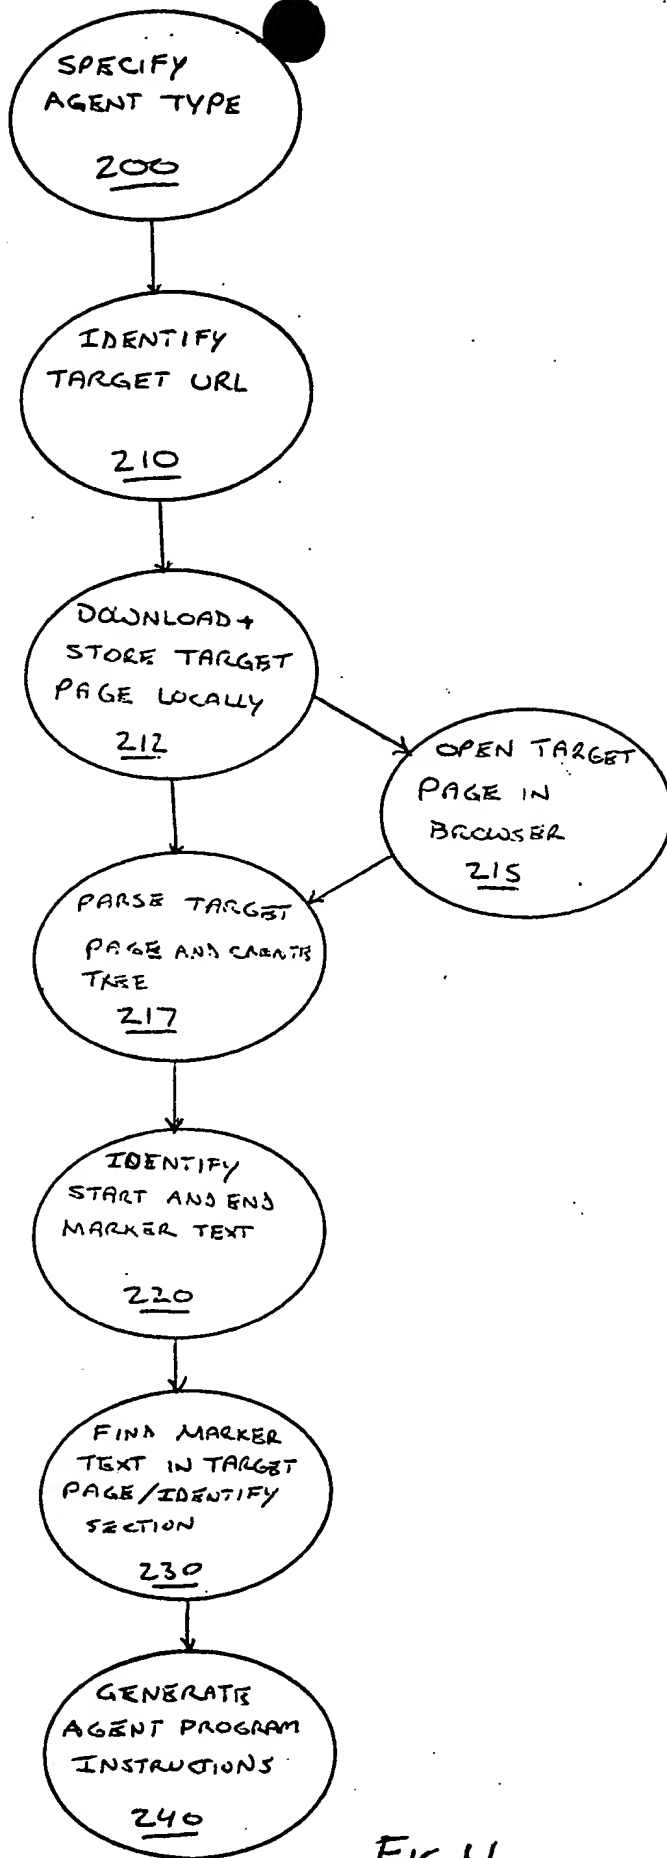 SPECIFY
AGENT TYPE
200
IDENTIFY
TARGET URL
210
DOWNLOAD +
STORE TARGET
PAGE LOCALLY
212
OPEN TARGET
PAGE IN
BROWSER
215
PARSE TARGET
PAGE AND CREATE
TREE
217
IDENTIFY
START AND END
MARKER TEXT
220
FIND MARKER
TEXT IN TARGET
PAGE/IDENTIFY
SECTION
230
GENERATE
AGENT PROGRAM
INSTRUCTIONS
240
FIG 4